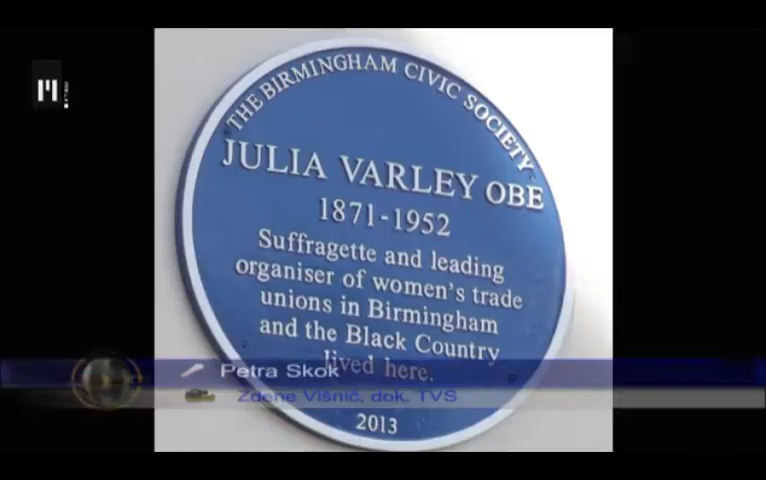 THE BIRMINGHAM CIVIC SOCIETY
JULIA VARLEY OBE
1871-1952
Suffragette and leading
organiser of women's trade
unions in Birmingham
and the Black Country
lived here.
2013
Petra Skok
Zdene Višnič, dok. TVS